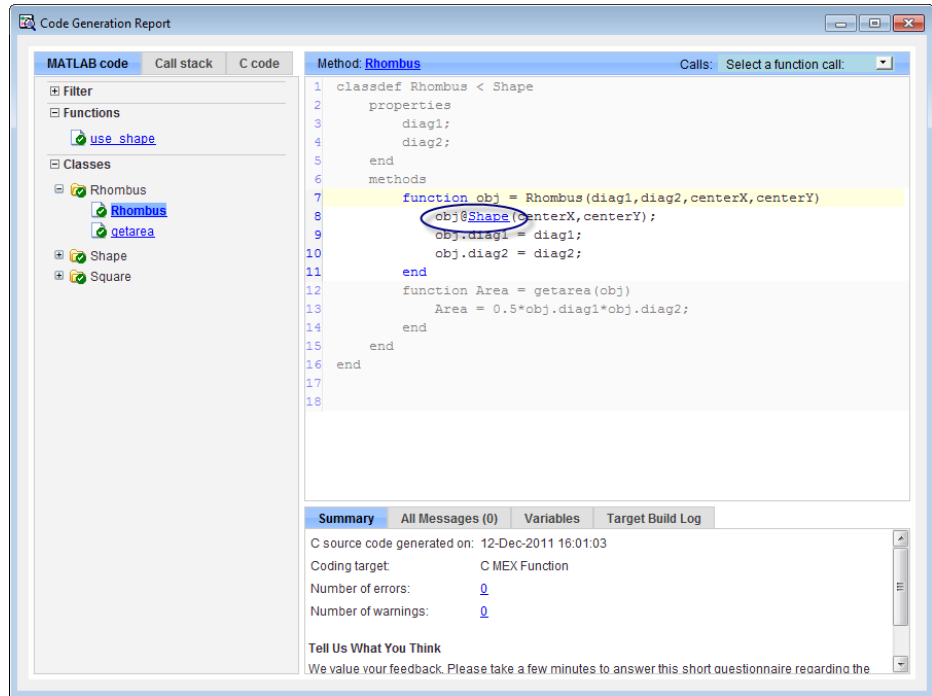 Code Generation Report
MATLAB code Call stack C code
Filter
Functions
use_shape
Classes
Rhombus
Rhombus
getarea
Shape
Square
Method: Rhombus Calls: Select a function call:
1 classdef Rhombus < Shape
2 properties
3 diag1;
4 diag2;
5 end
6 methods
7 function obj = Rhombus(diag1,diag2,centerX,centerY)
8 obj@Shape(centerX,centerY);
9 obj.diag1 = diag1;
10 obj.diag2 = diag2;
11 end
12 function Area = getarea(obj)
13 Area = 0.5*obj.diag1*obj.diag2;
14 end
15 end
16 end
17
18
Summary All Messages (0) Variables Target Build Log
C source code generated on: 12-Dec-2011 16:01:03
Coding target: C MEX Function
Number of errors: 0
Number of warnings: 0
Tell Us What You Think
We value your feedback. Please take a few minutes to answer this short questionnaire regarding the